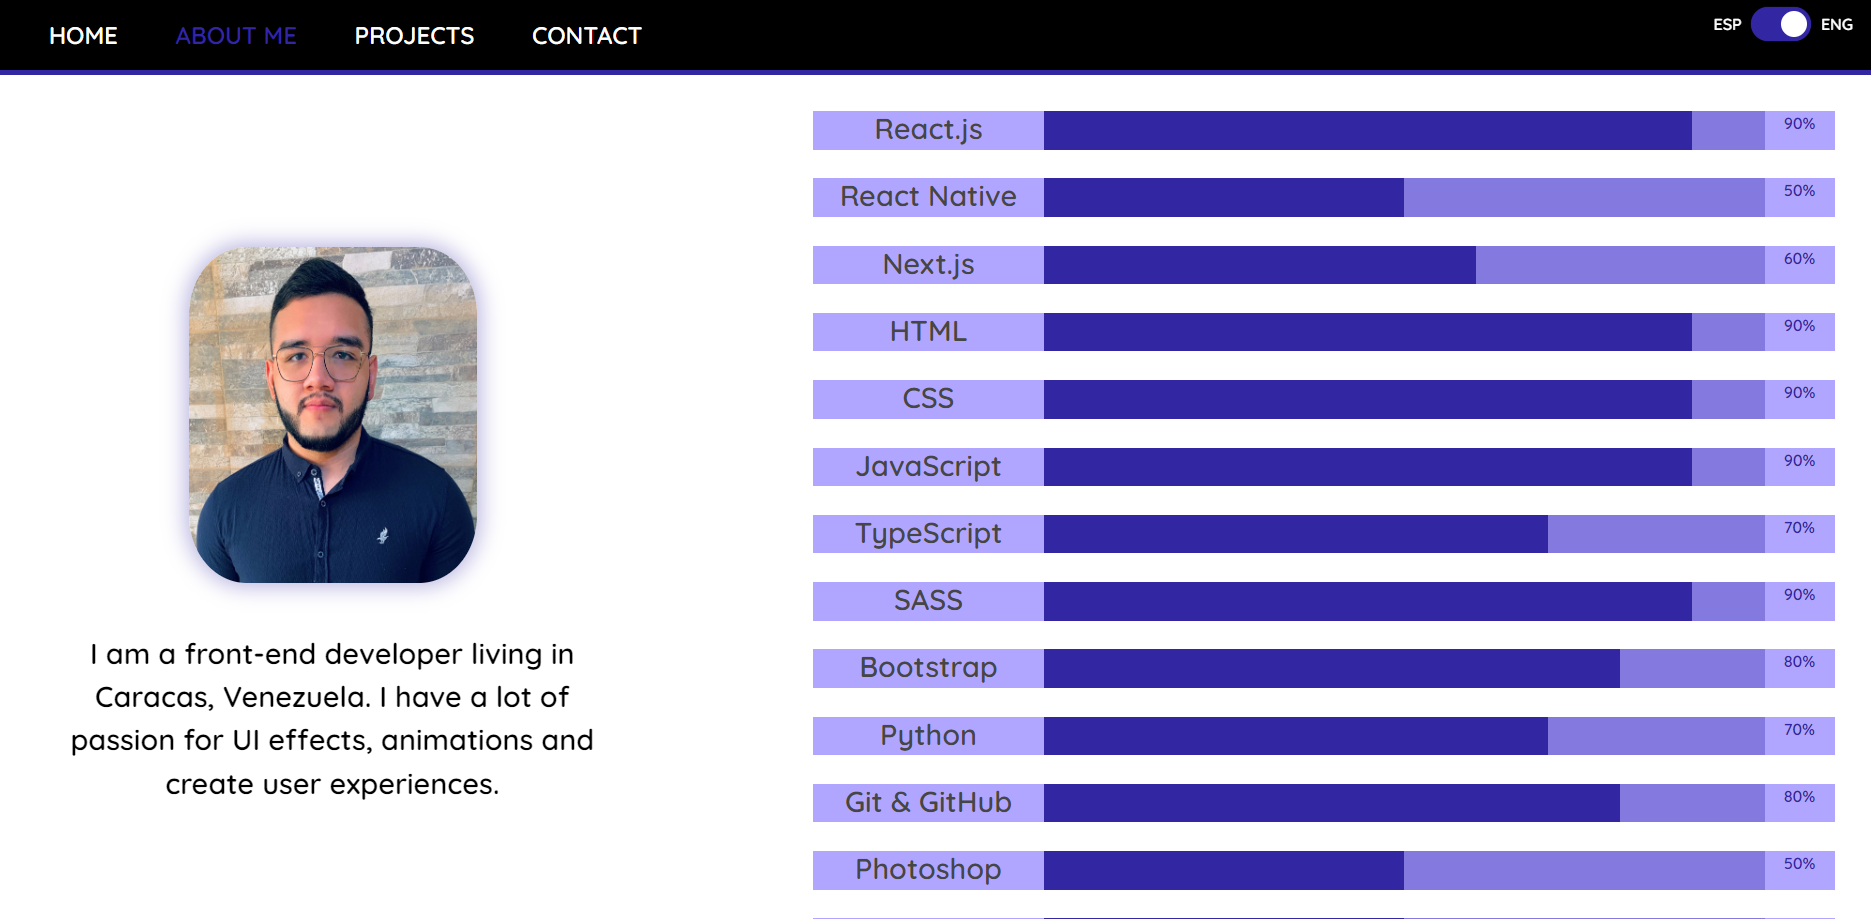 HOME ABOUT ME PROJECTS CONTACT ESP ENG
React.js 90%
React Native 50%
Next.js 60%
HTML 90%
CSS 90%
JavaScript 90%
TypeScript 70%
SASS 90%
Bootstrap 80%
Python 70%
Git & GitHub 80%
Photoshop 50%
I am a front-end developer living in
Caracas, Venezuela. I have a lot of
passion for UI effects, animations and
create user experiences.